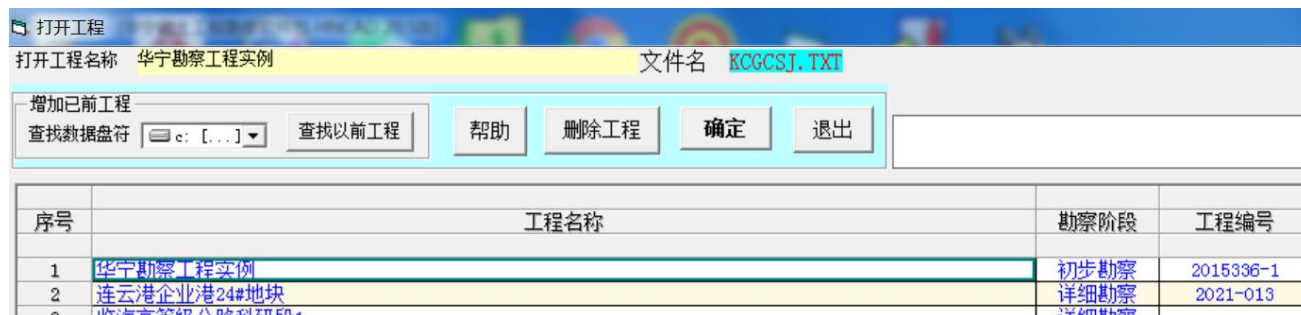 打开工程
打开工程名称 华宁勘察工程实例 文件名 KCGCSJ.TXT
增加已前工程
查找数据盘符 c: [...] 查找以前工程 帮助 删除工程 确定 退出
序号 工程名称 勘察阶段 工程编号
1 华宁勘察工程实例 初步勘察 2015336-1
2 连云港企业港24#地块 详细勘察 2021-013